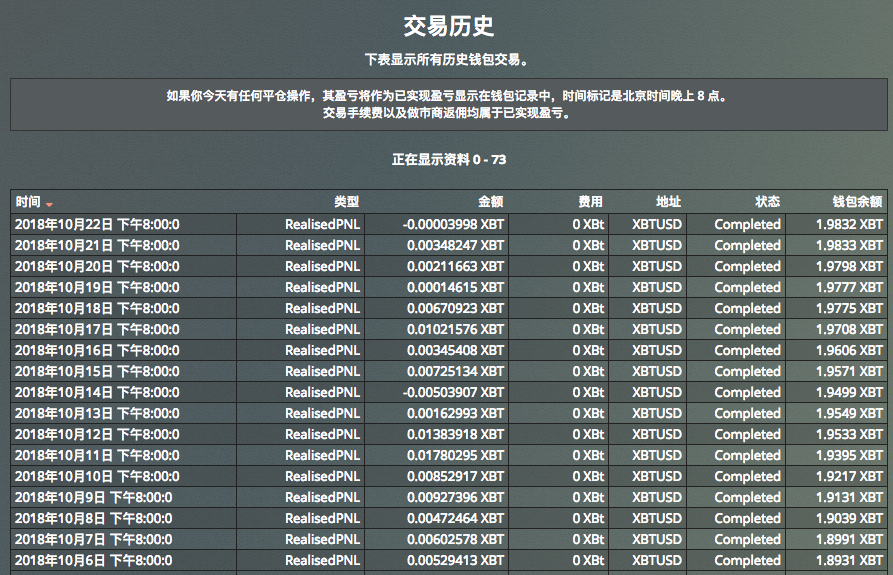 交易历史
下表显示所有历史钱包交易。
如果你今天有任何平仓操作，其盈亏将作为已实现盈亏显示在钱包记录中，时间标记是北京时间晚上 8 点。
交易手续费以及做市商返佣均属于已实现盈亏。
正在显示资料 0 - 73
时间 类型 金额 费用 地址 状态 钱包余额
2018年10月22日 下午8:00:0 RealisedPNL -0.00003998 XBT 0 XBt XBTUSD Completed 1.9832 XBT
2018年10月21日 下午8:00:0 RealisedPNL 0.00348247 XBT 0 XBt XBTUSD Completed 1.9833 XBT
2018年10月20日 下午8:00:0 RealisedPNL 0.00211663 XBT 0 XBt XBTUSD Completed 1.9798 XBT
2018年10月19日 下午8:00:0 RealisedPNL 0.00014615 XBT 0 XBt XBTUSD Completed 1.9777 XBT
2018年10月18日 下午8:00:0 RealisedPNL 0.00670923 XBT 0 XBt XBTUSD Completed 1.9775 XBT
2018年10月17日 下午8:00:0 RealisedPNL 0.01021576 XBT 0 XBt XBTUSD Completed 1.9708 XBT
2018年10月16日 下午8:00:0 RealisedPNL 0.00345408 XBT 0 XBt XBTUSD Completed 1.9606 XBT
2018年10月15日 下午8:00:0 RealisedPNL 0.00725134 XBT 0 XBt XBTUSD Completed 1.9571 XBT
2018年10月14日 下午8:00:0 RealisedPNL -0.00503907 XBT 0 XBt XBTUSD Completed 1.9499 XBT
2018年10月13日 下午8:00:0 RealisedPNL 0.00162993 XBT 0 XBt XBTUSD Completed 1.9549 XBT
2018年10月12日 下午8:00:0 RealisedPNL 0.01383918 XBT 0 XBt XBTUSD Completed 1.9533 XBT
2018年10月11日 下午8:00:0 RealisedPNL 0.01780295 XBT 0 XBt XBTUSD Completed 1.9395 XBT
2018年10月10日 下午8:00:0 RealisedPNL 0.00852917 XBT 0 XBt XBTUSD Completed 1.9217 XBT
2018年10月9日 下午8:00:0 RealisedPNL 0.00927396 XBT 0 XBt XBTUSD Completed 1.9131 XBT
2018年10月8日 下午8:00:0 RealisedPNL 0.00472464 XBT 0 XBt XBTUSD Completed 1.9039 XBT
2018年10月7日 下午8:00:0 RealisedPNL 0.00602578 XBT 0 XBt XBTUSD Completed 1.8991 XBT
2018年10月6日 下午8:00:0 RealisedPNL 0.00529413 XBT 0 XBt XBTUSD Completed 1.8931 XBT